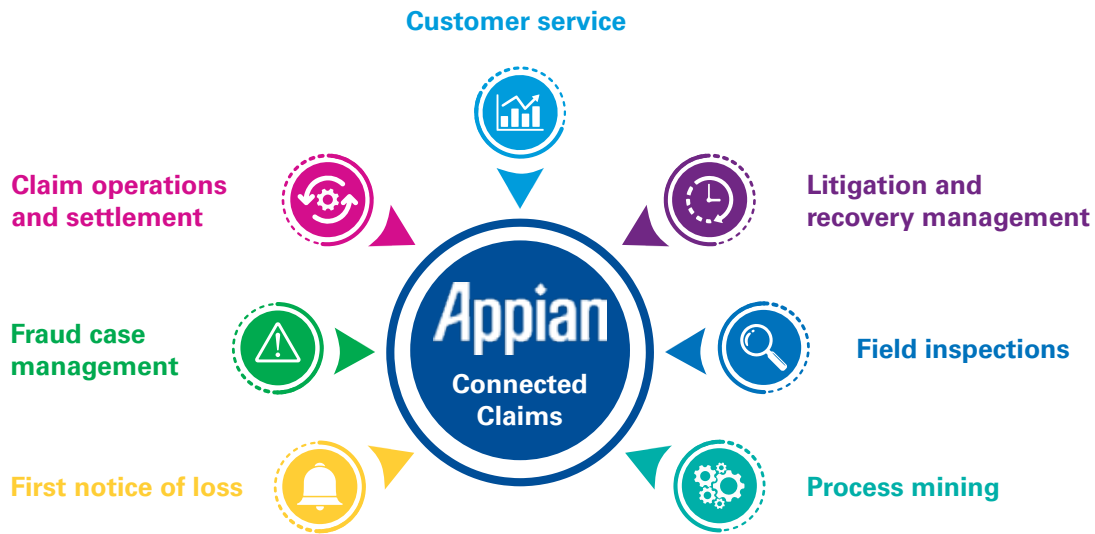 Customer service
Claim operations
and settlement
Litigation and
recovery management
Appian
Connected
Claims
Fraud case
management
Field inspections
First notice of loss
Process mining